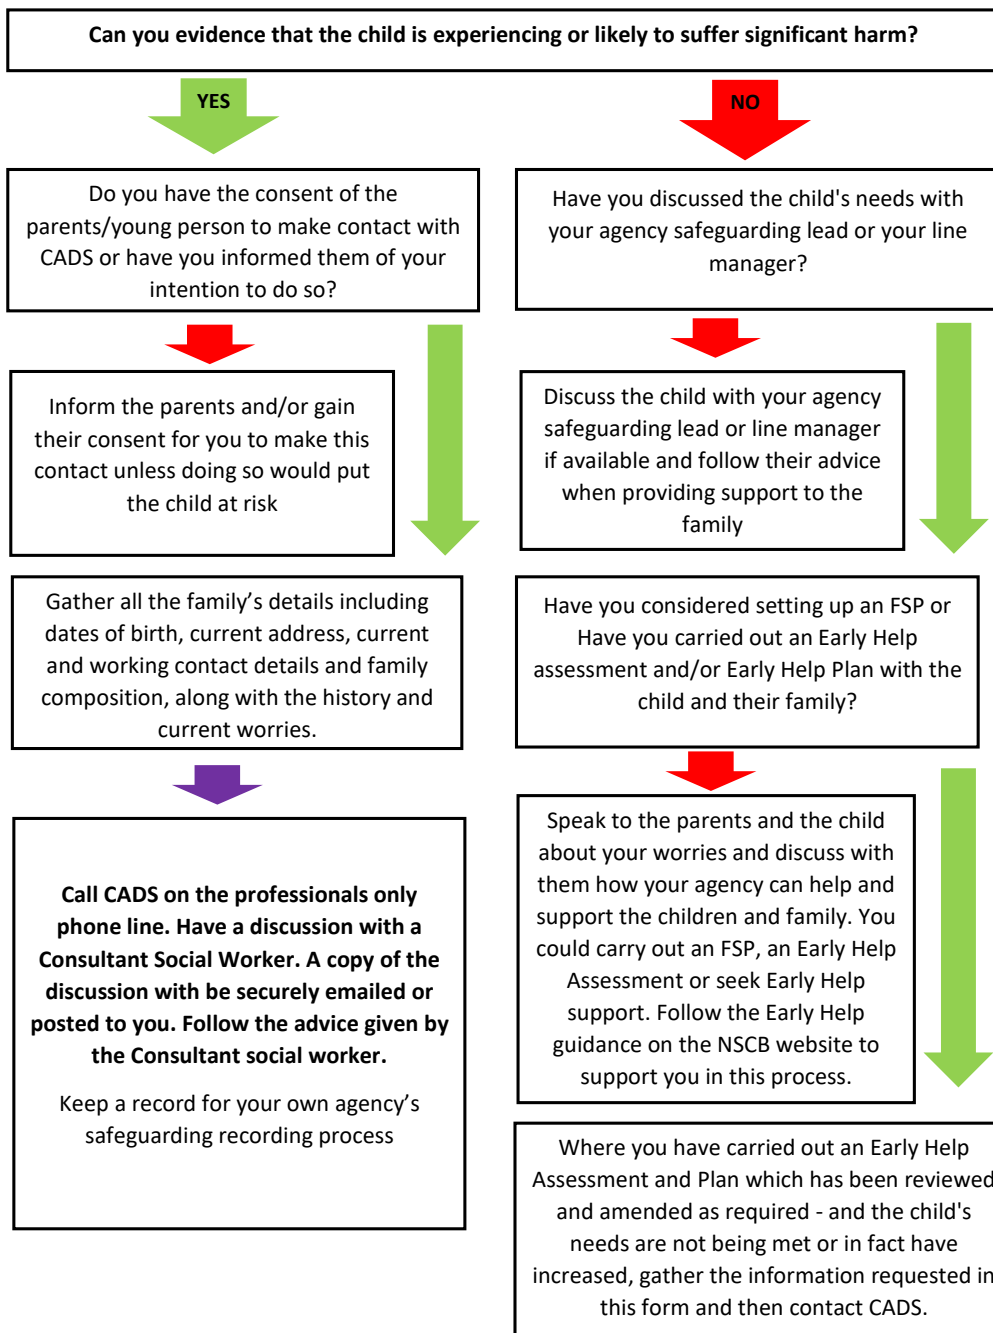 Can you evidence that the child is experiencing or likely to suffer significant harm?
YES
NO
Do you have the consent of the
parents/young person to make contact with
CADS or have you informed them of your
intention to do so?
Have you discussed the child's needs with
your agency safeguarding lead or your line
manager?
Inform the parents and/or gain
their consent for you to make this
contact unless doing so would put
the child at risk
Discuss the child with your agency
safeguarding lead or line manager
if available and follow their advice
when providing support to the
family
Gather all the family’s details including
dates of birth, current address, current
and working contact details and family
composition, along with the history and
current worries.
Have you considered setting up an FSP or
Have you carried out an Early Help
assessment and/or Early Help Plan with the
child and their family?
Call CADS on the professionals only
phone line. Have a discussion with a
Consultant Social Worker. A copy of the
discussion with be securely emailed or
posted to you. Follow the advice given by
the Consultant social worker.
Keep a record for your own agency’s
safeguarding recording process
Speak to the parents and the child
about your worries and discuss with
them how your agency can help and
support the children and family. You
could carry out an FSP, an Early Help
Assessment or seek Early Help
support. Follow the Early Help
guidance on the NSCB website to
support you in this process.
Where you have carried out an Early Help
Assessment and Plan which has been reviewed
and amended as required - and the child's
needs are not being met or in fact have
increased, gather the information requested in
this form and then contact CADS.